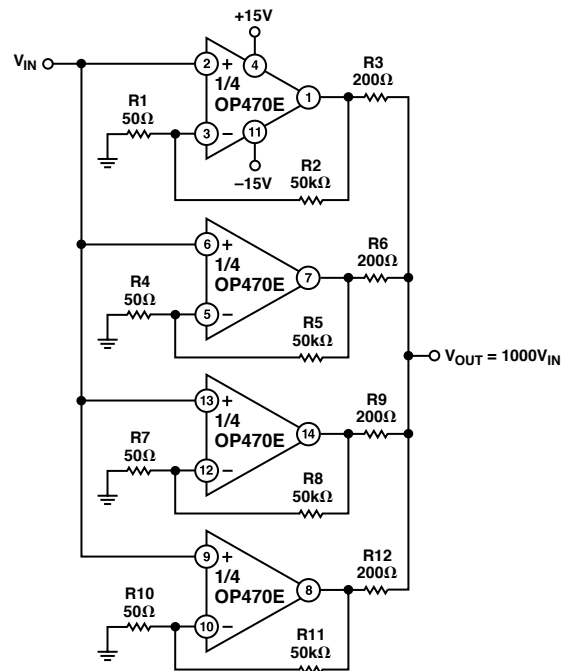 +15V
V_IN
2
+
4
R3
200Ω
1/4
OP470E
1
R1
50Ω
3
–
11
R2
50kΩ
–15V
6
+
R6
200Ω
1/4
OP470E
7
R4
50Ω
5
–
R5
50kΩ
V_OUT = 1000V_IN
13
+
R9
200Ω
1/4
OP470E
14
R7
50Ω
12
–
R8
50kΩ
9
+
R12
200Ω
1/4
OP470E
8
R10
50Ω
10
–
R11
50kΩ